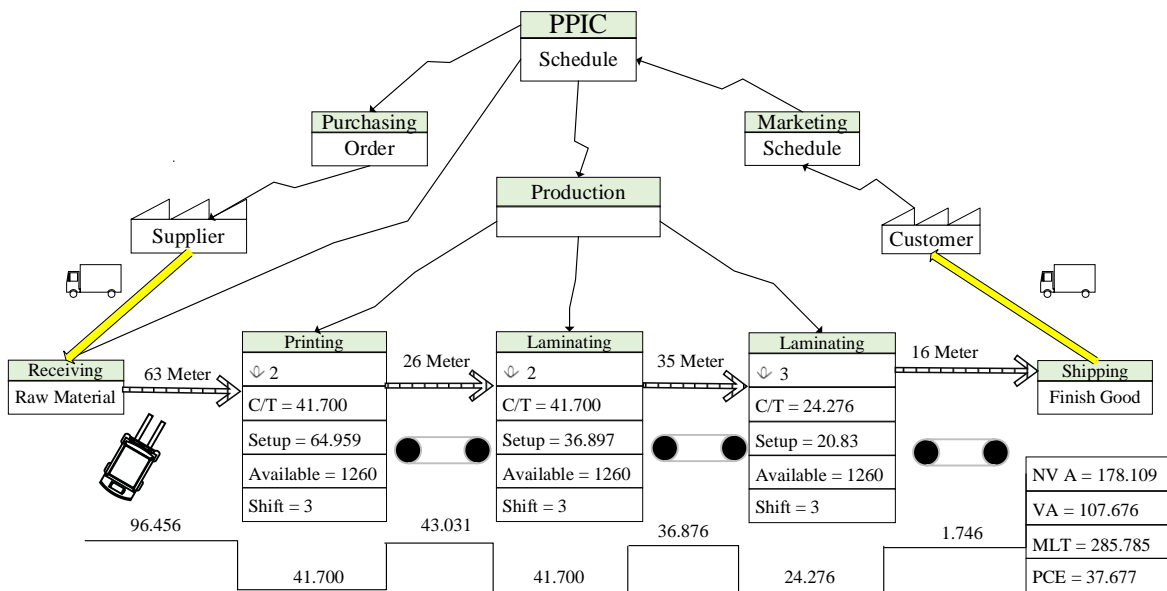 PPIC
Schedule
Purchasing
Order
Marketing
Schedule
Production
Supplier
Customer
Receiving
Raw Material
63 Meter
Printing
2
C/T = 41.700
Setup = 64.959
Available = 1260
Shift = 3
26 Meter
Laminating
2
C/T = 41.700
Setup = 36.897
Available = 1260
Shift = 3
35 Meter
Laminating
3
C/T = 24.276
Setup = 20.83
Available = 1260
Shift = 3
16 Meter
Shipping
Finish Good
96.456
41.700
43.031
41.700
36.876
24.276
1.746
NV A = 178.109
VA = 107.676
MLT = 285.785
PCE = 37.677